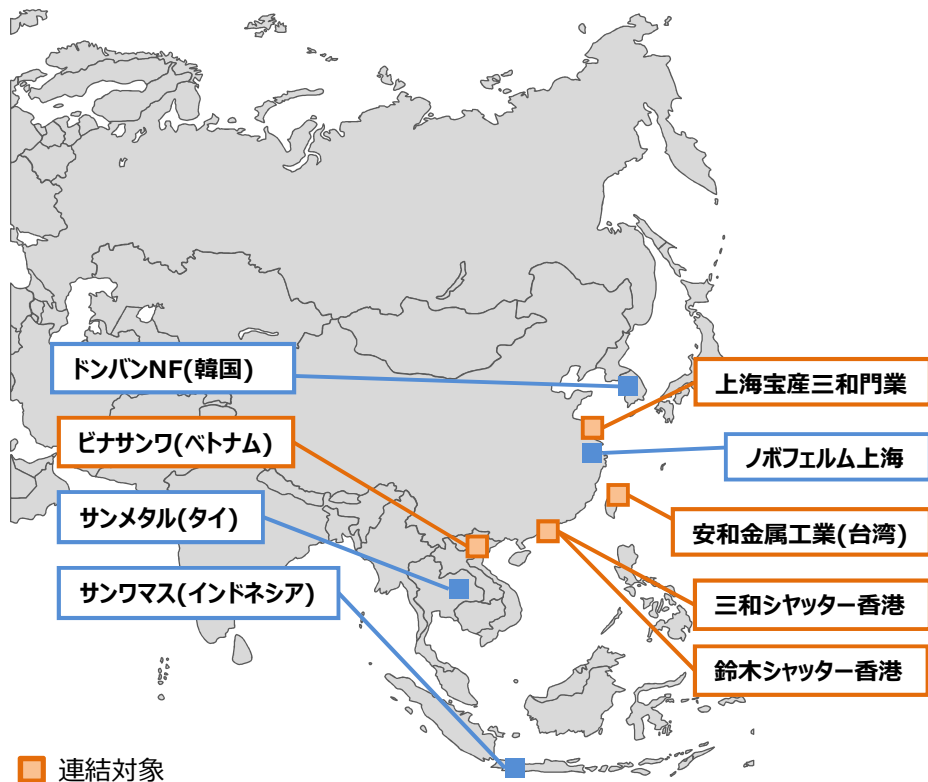 ドンバンNF(韓国)
ビナサンワ(ベトナム)
サンメタル(タイ)
サンワマス(インドネシア)
上海宝産三和門業
ノボフェルム上海
安和金属工業(台湾)
三和シヤッター香港
鈴木シャッター香港
連結対象